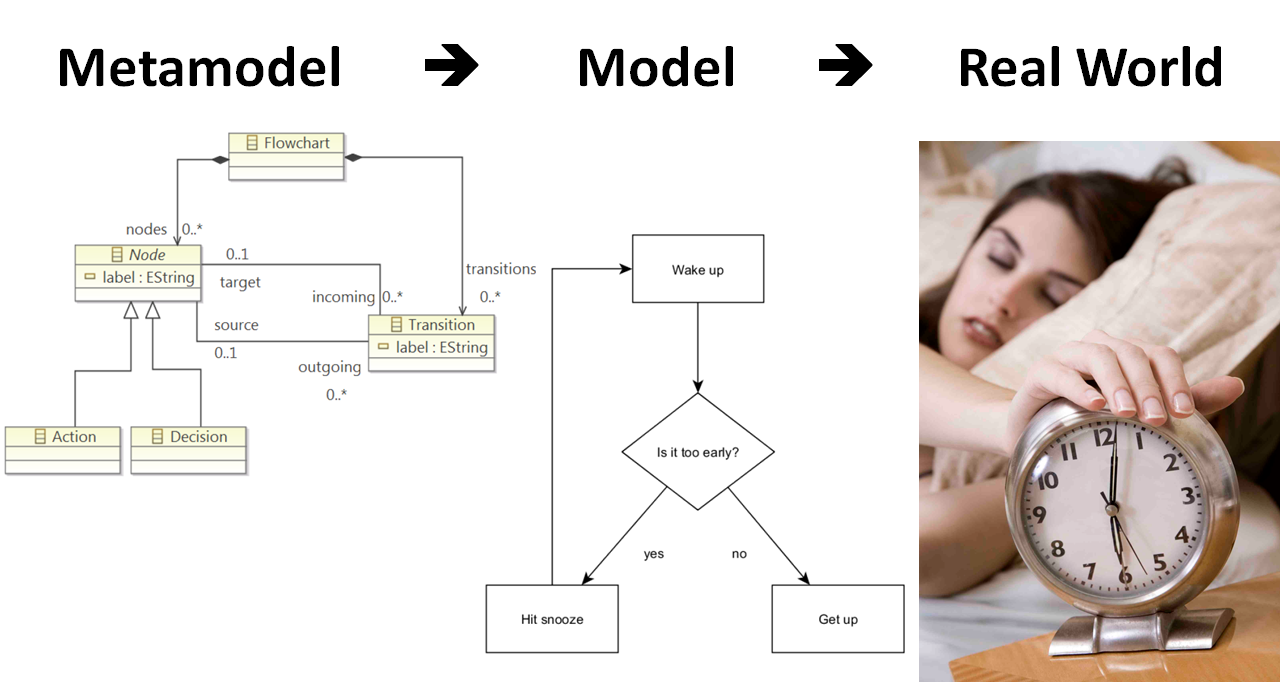 Metamodel ➔ Model ➔ Real World
Flowchart
nodes 0..*
Node
label : EString
0..1
target
incoming 0..*
transitions
0..*
source
0..1
Transition
label : EString
outgoing
0..*
Action
Decision
Wake up
Is it too early?
yes
no
Hit snooze
Get up
12
1
2
3
4
5
6
7
8
9
10
11